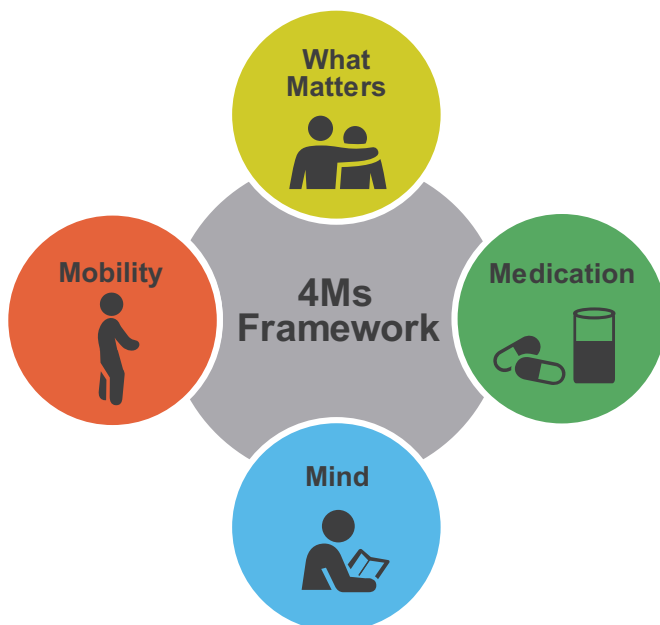 What
Matters
Mobility
4Ms
Framework
Medication
Mind